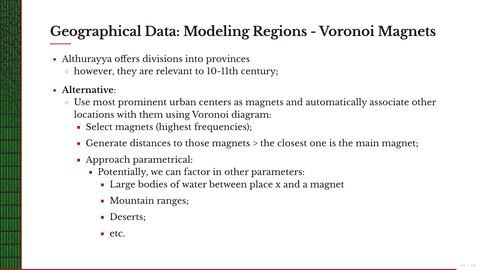 Geographical Data: Modeling Regions - Voronoi Magnets
• Althurayya offers divisions into provinces
◦ however, they are relevant to 10-11th century;
• Alternative:
◦ Use most prominent urban centers as magnets and automatically associate other
locations with them using Voronoi diagram:
▪ Select magnets (highest frequencies);
▪ Generate distances to those magnets > the closest one is the main magnet;
▪ Approach parametrical:
▪ Potentially, we can factor in other parameters:
▪ Large bodies of water between place x and a magnet
▪ Mountain ranges;
▪ Deserts;
▪ etc.